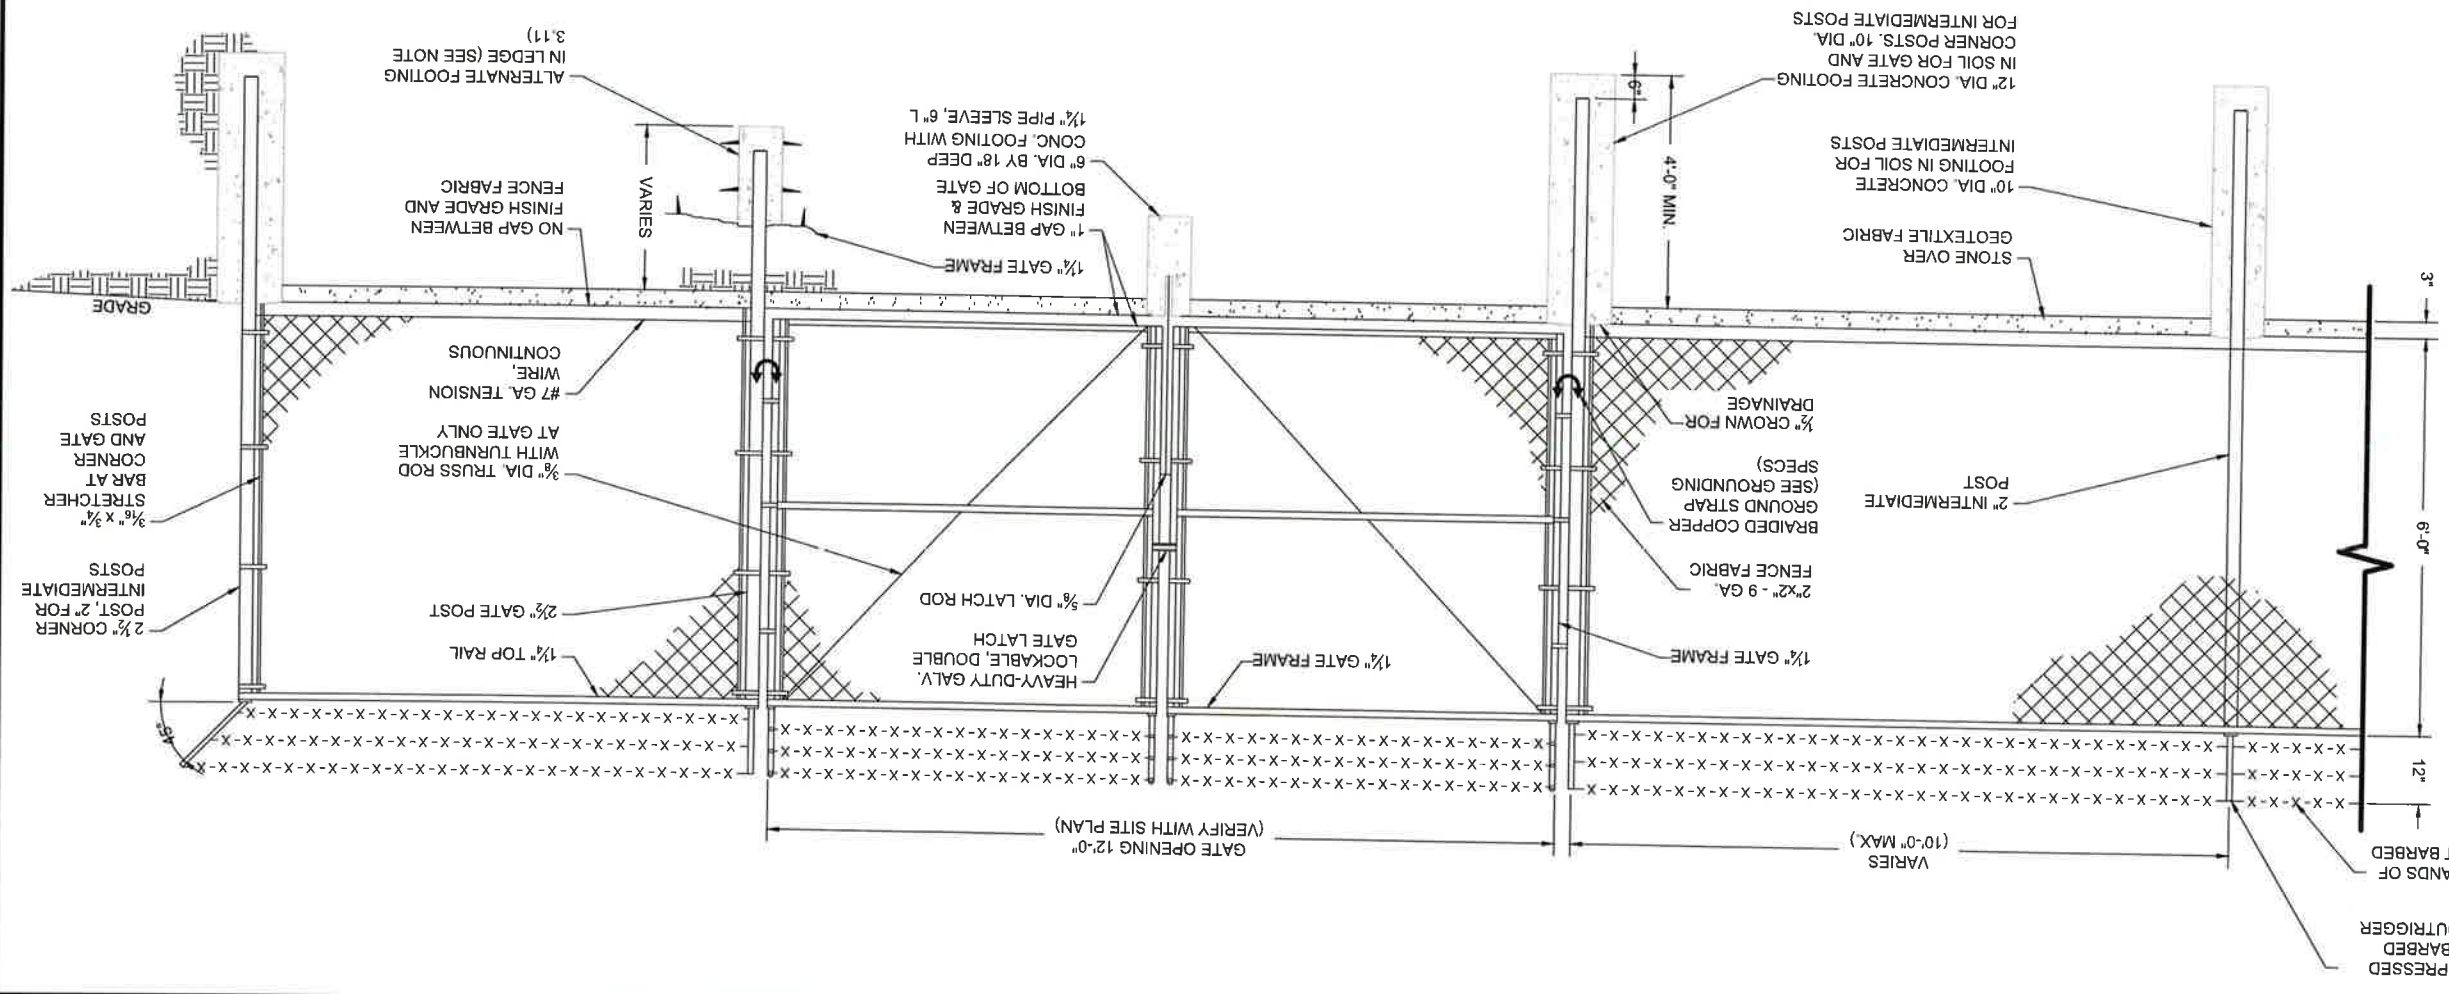 PRESSED
BARBED
UTRIGGER
ANDS OF
T BARBED
VARIES
(10'-0" MAX.)
GATE OPENING 12'-0"
(VERIFY WITH SITE PLAN)
12"
45°
6'-0"
3"
1¼" GATE FRAME
2"x2" - 9 GA.
FENCE FABRIC
BRAIDED COPPER
GROUND STRAP
(SEE GROUNDING
SPECS)
½" CROWN FOR
DRAINAGE
2" INTERMEDIATE
POST
1¼" GATE FRAME
HEAVY-DUTY GALV.
LOCKABLE, DOUBLE
GATE LATCH
⅝" DIA. LATCH ROD
1¼" TOP RAIL
2½" GATE POST
⅜" DIA. TRUSS ROD
WITH TURNBUCKLE
AT GATE ONLY
#7 GA. TENSION
WIRE,
CONTINUOUS
2½" CORNER
POST, 2" FOR
INTERMEDIATE
POSTS
3/16" x ¾"
STRETCHER
BAR AT
CORNER
AND GATE
POSTS
GRADE
STONE OVER
GEOTEXTILE FABRIC
10" DIA. CONCRETE
FOOTING IN SOIL FOR
INTERMEDIATE POSTS
12" DIA. CONCRETE FOOTING
IN SOIL FOR GATE AND
CORNER POSTS. 10" DIA.
FOR INTERMEDIATE POSTS
4'-0" MIN.
6"
1¼" GATE FRAME
1" GAP BETWEEN
FINISH GRADE &
BOTTOM OF GATE
6" DIA. BY 18" DEEP
CONC. FOOTING WITH
1¼" PIPE SLEEVE, 6" L
VARIES
NO GAP BETWEEN
FINISH GRADE AND
FENCE FABRIC
ALTERNATE FOOTING
IN LEDGE (SEE NOTE
3.11)